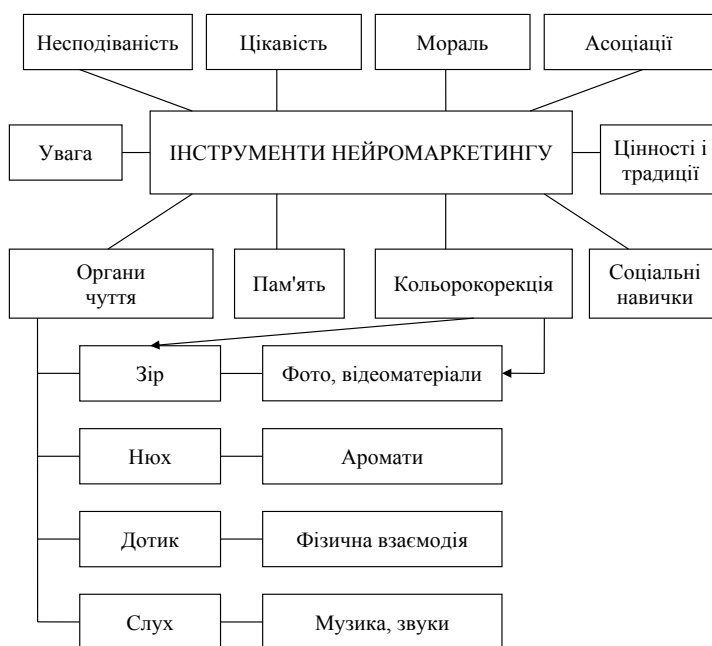 Несподіваність
Цікавість
Мораль
Асоціації
Увага
ІНСТРУМЕНТИ НЕЙРОМАРКЕТИНГУ
Цінності і
традиції
Органи
чуття
Пам'ять
Кольорокорекція
Соціальні
навички
Зір
Фото, відеоматеріали
Нюх
Аромати
Дотик
Фізична взаємодія
Слух
Музика, звуки